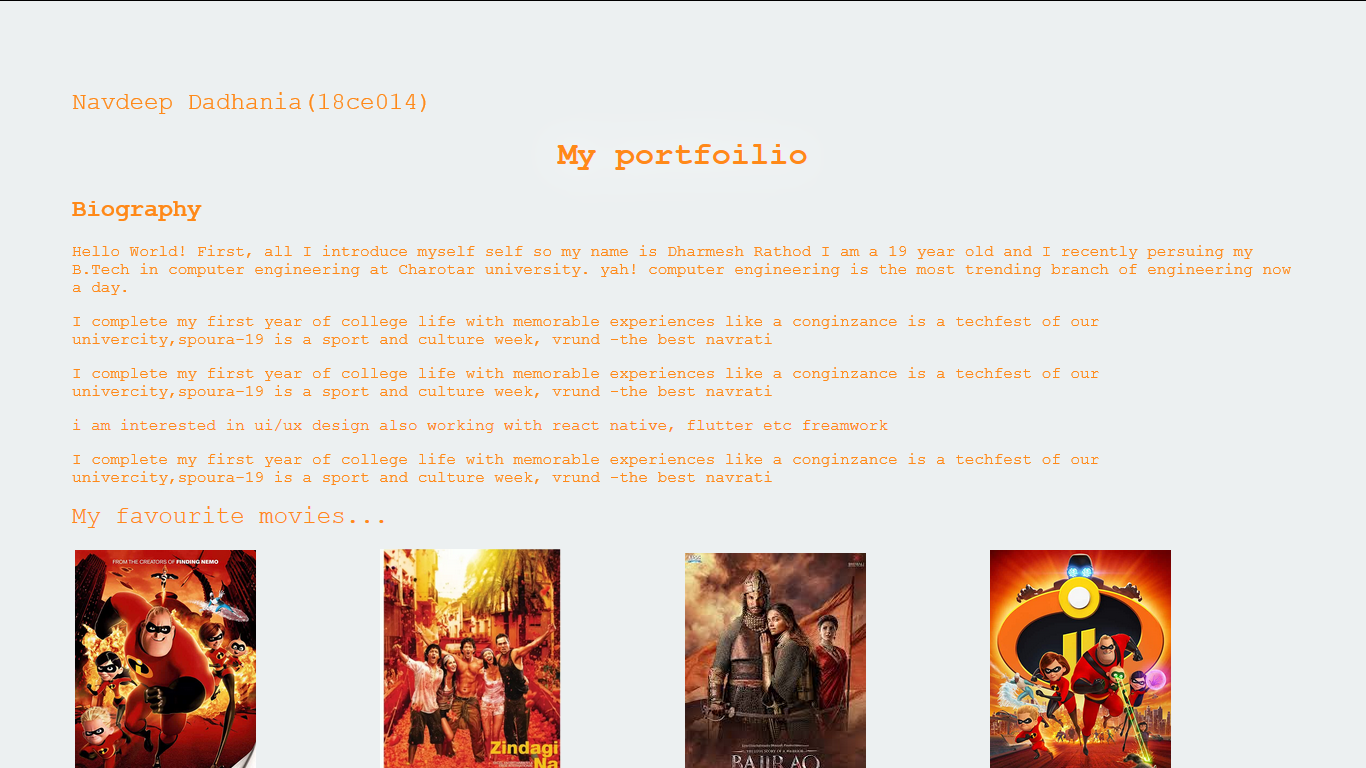 Navdeep Dadhania(18ce014)
My portfoilio
Biography
Hello World! First, all I introduce myself self so my name is Dharmesh Rathod I am a 19 year old and I recently persuing my
B.Tech in computer engineering at Charotar university. yah! computer engineering is the most trending branch of engineering now
a day.
I complete my first year of college life with memorable experiences like a conginzance is a techfest of our
univercity,spoura-19 is a sport and culture week, vrund -the best navrati
I complete my first year of college life with memorable experiences like a conginzance is a techfest of our
univercity,spoura-19 is a sport and culture week, vrund -the best navrati
i am interested in ui/ux design also working with react native, flutter etc freamwork
I complete my first year of college life with memorable experiences like a conginzance is a techfest of our
univercity,spoura-19 is a sport and culture week, vrund -the best navrati
My favourite movies...
FROM THE CREATORS OF FINDING NEMO
Zindagi
Na
BAJIRAO